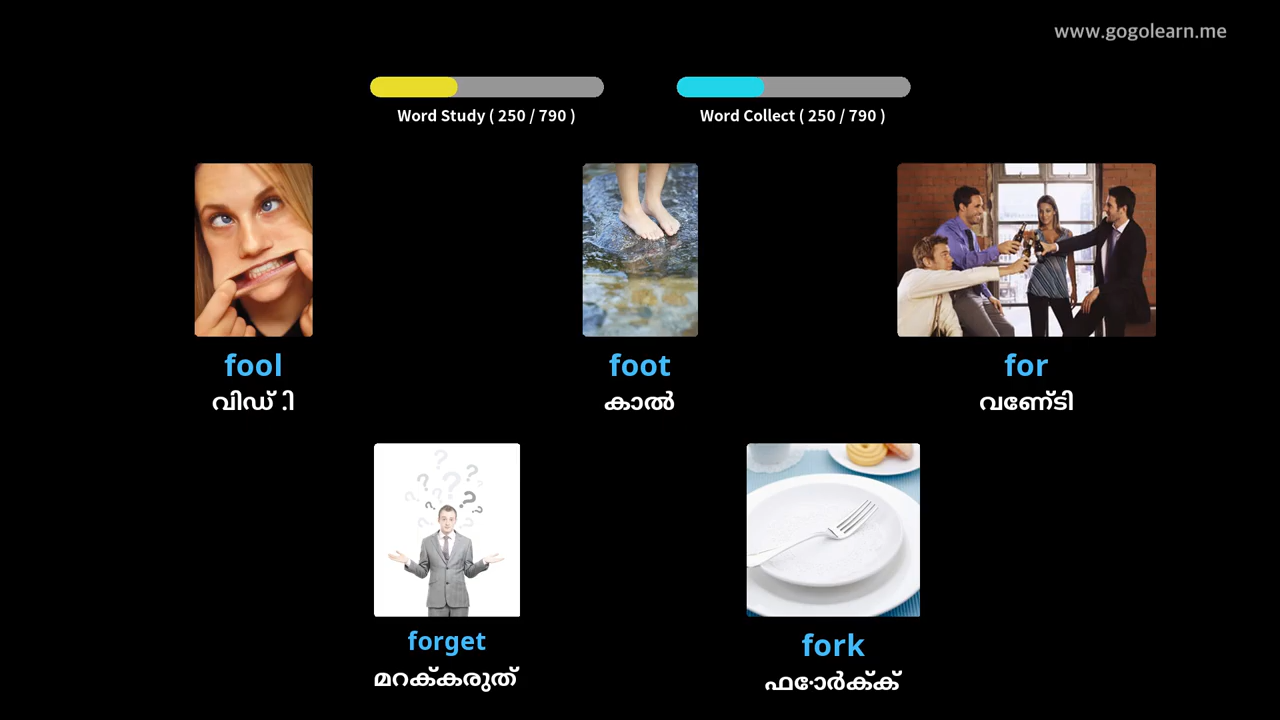 www.gogolearn.me
Word Study ( 250 / 790 )
Word Collect ( 250 / 790 )
fool
foot
for
വിഡ്ഢി
കാൽ
വേണ്ടി
forget
fork
മറക്കരുത്
ഫോർക്ക്